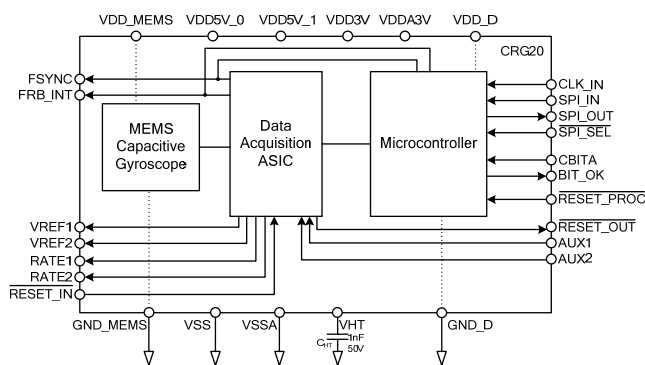 VDD_MEMS VDD5V_0 VDD5V_1 VDD3V VDDA3V VDD_D
CRG20
FSYNC
FRB_INT
MEMS
Capacitive
Gyroscope
Data
Acquisition
ASIC
Microcontroller
CLK_IN
SPI_IN
SPI_OUT
SPI_SEL
CBITA
BIT_OK
RESET_PROC
RESET_OUT
AUX1
AUX2
VREF1
VREF2
RATE1
RATE2
RESET_IN
GND_MEMS VSS VSSA VHT GND_D
CHT 1nF
50V